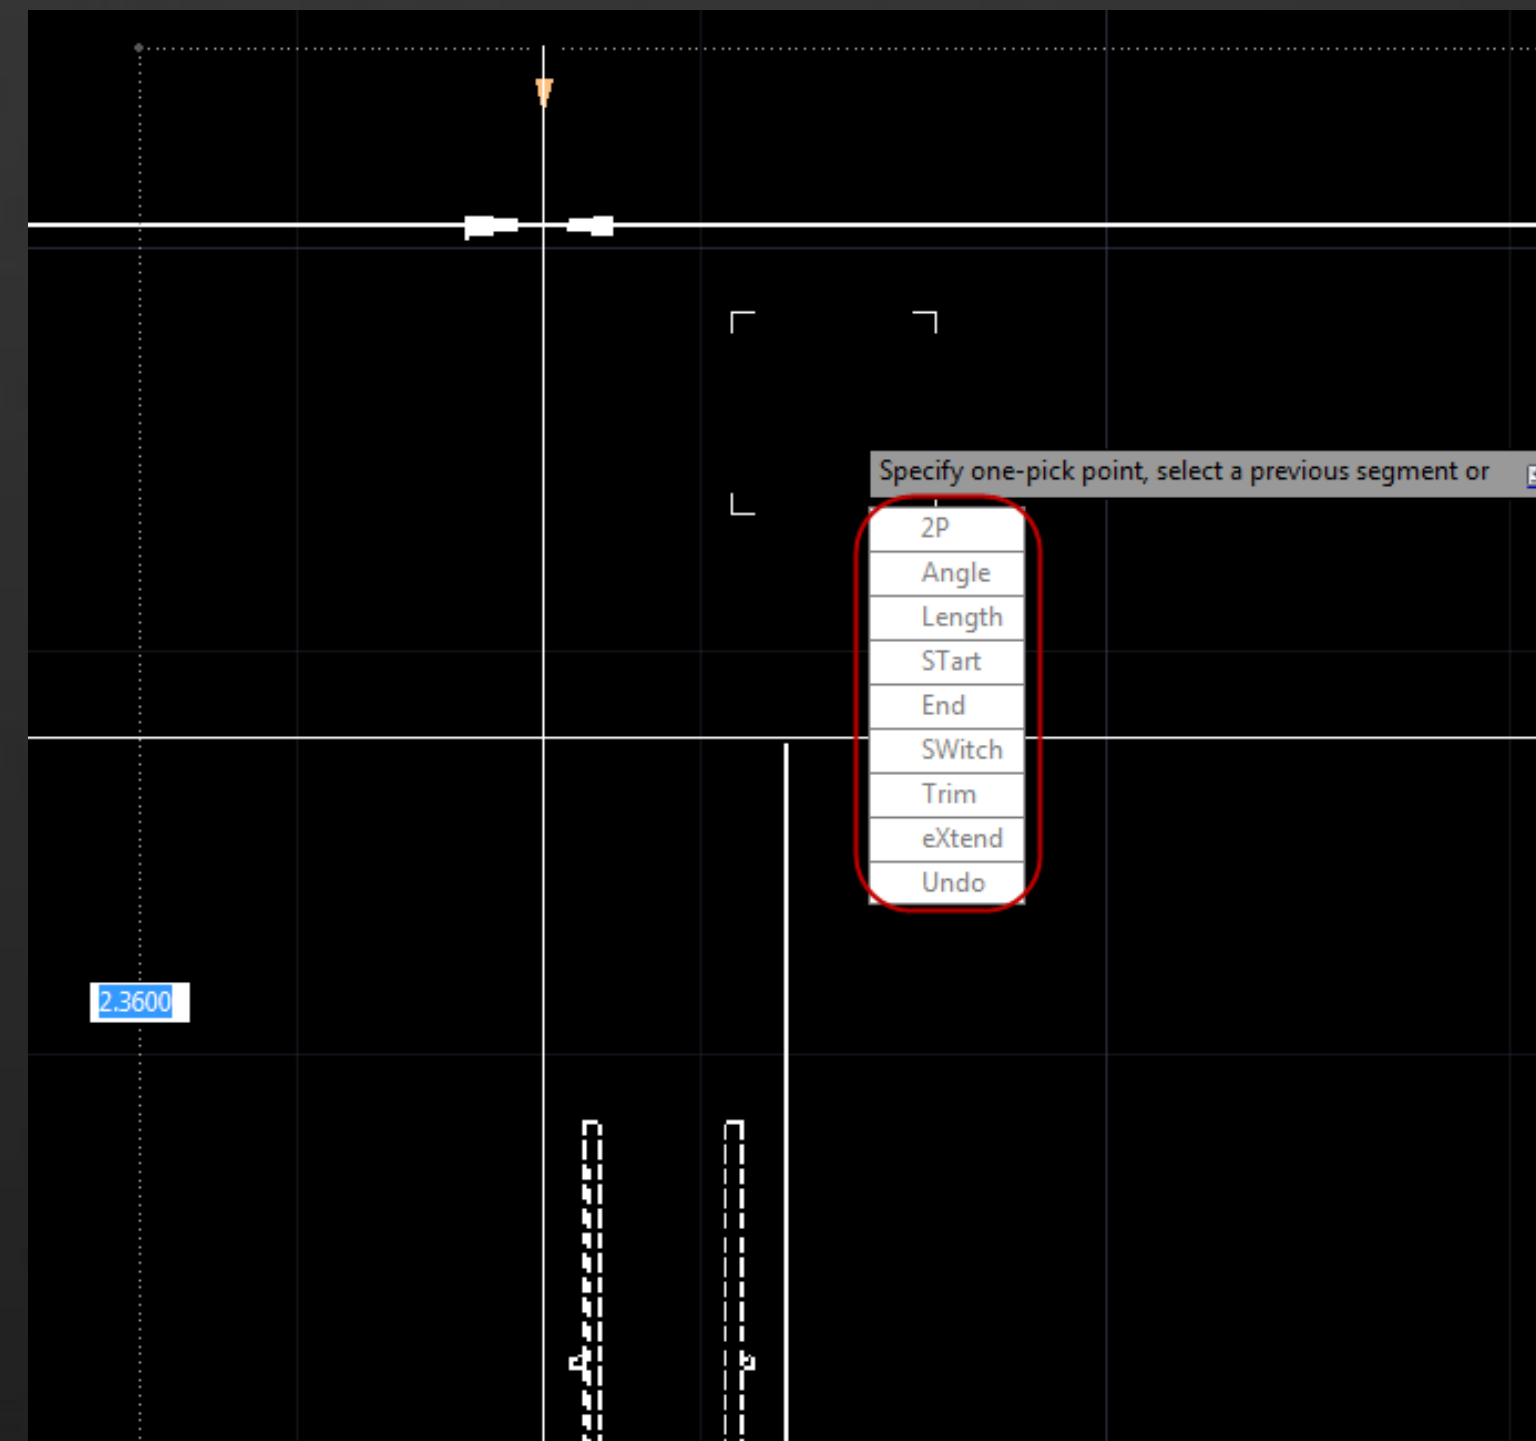 Specify one-pick point, select a previous segment or
2P
Angle
Length
STart
End
SWitch
Trim
eXtend
Undo
2.3600